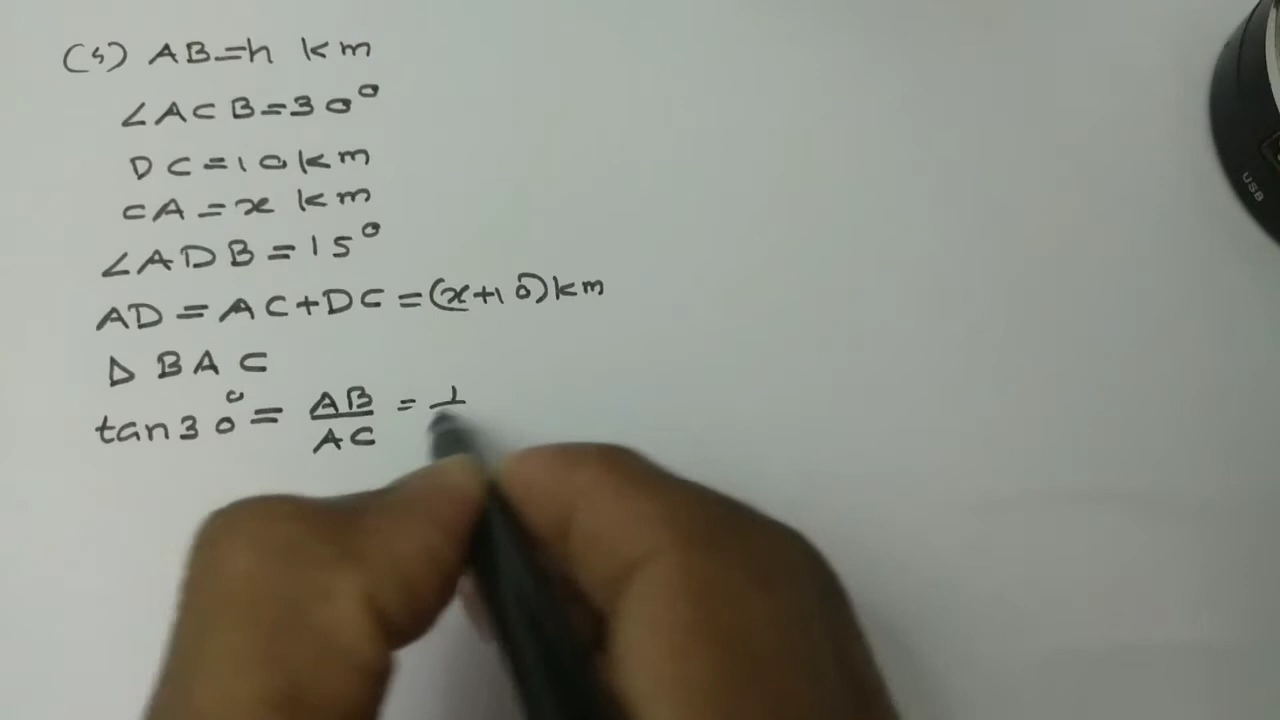 (5) AB=h km
∠ACB=30°
DC=10km
CA=x km
∠ADB=15°
AD=AC+DC=(x+10)km
Δ BAC
tan30°=AB/AC=1/
USB